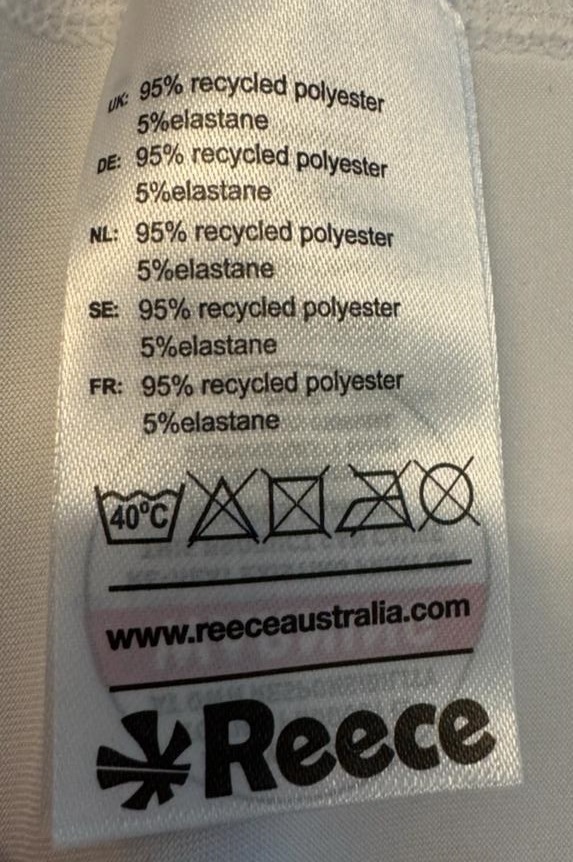 UK: 95% recycled polyester
5%elastane
DE: 95% recycled polyester
5%elastane
NL: 95% recycled polyester
5%elastane
SE: 95% recycled polyester
5%elastane
FR: 95% recycled polyester
5%elastane
40°C
www.reeceaustralia.com
Reece